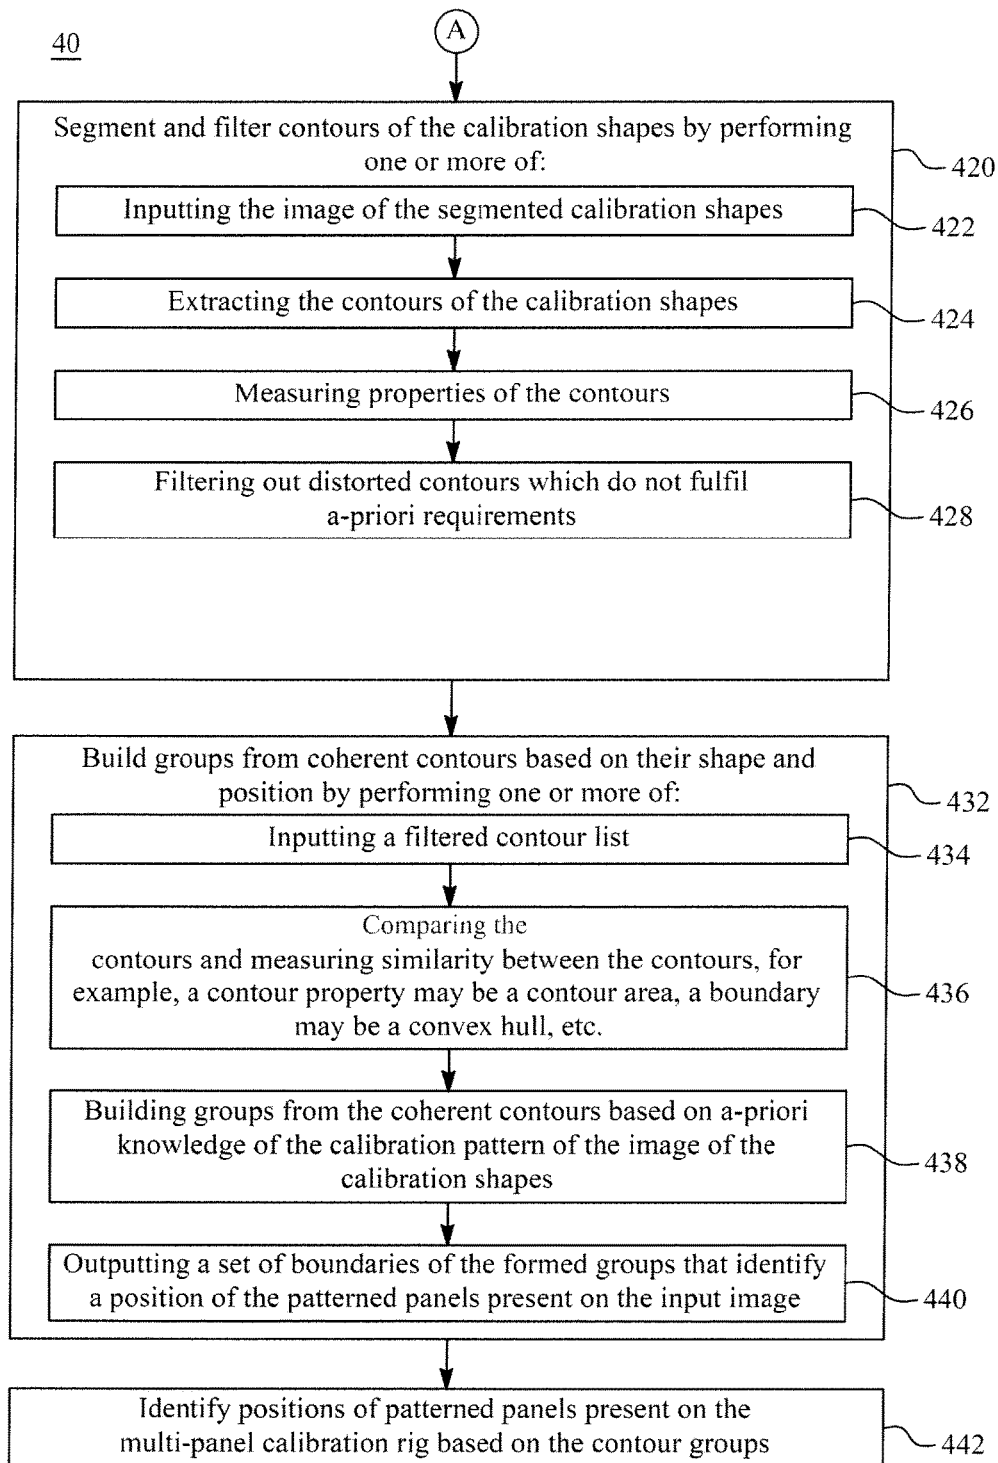 40
A
Segment and filter contours of the calibration shapes by performing
one or more of:
420
Inputting the image of the segmented calibration shapes
422
Extracting the contours of the calibration shapes
424
Measuring properties of the contours
426
Filtering out distorted contours which do not fulfil
a-priori requirements
428
Build groups from coherent contours based on their shape and
position by performing one or more of:
432
Inputting a filtered contour list
434
Comparing the
contours and measuring similarity between the contours, for
example, a contour property may be a contour area, a boundary
may be a convex hull, etc.
436
Building groups from the coherent contours based on a-priori
knowledge of the calibration pattern of the image of the
calibration shapes
438
Outputting a set of boundaries of the formed groups that identify
a position of the patterned panels present on the input image
440
Identify positions of patterned panels present on the
multi-panel calibration rig based on the contour groups
442